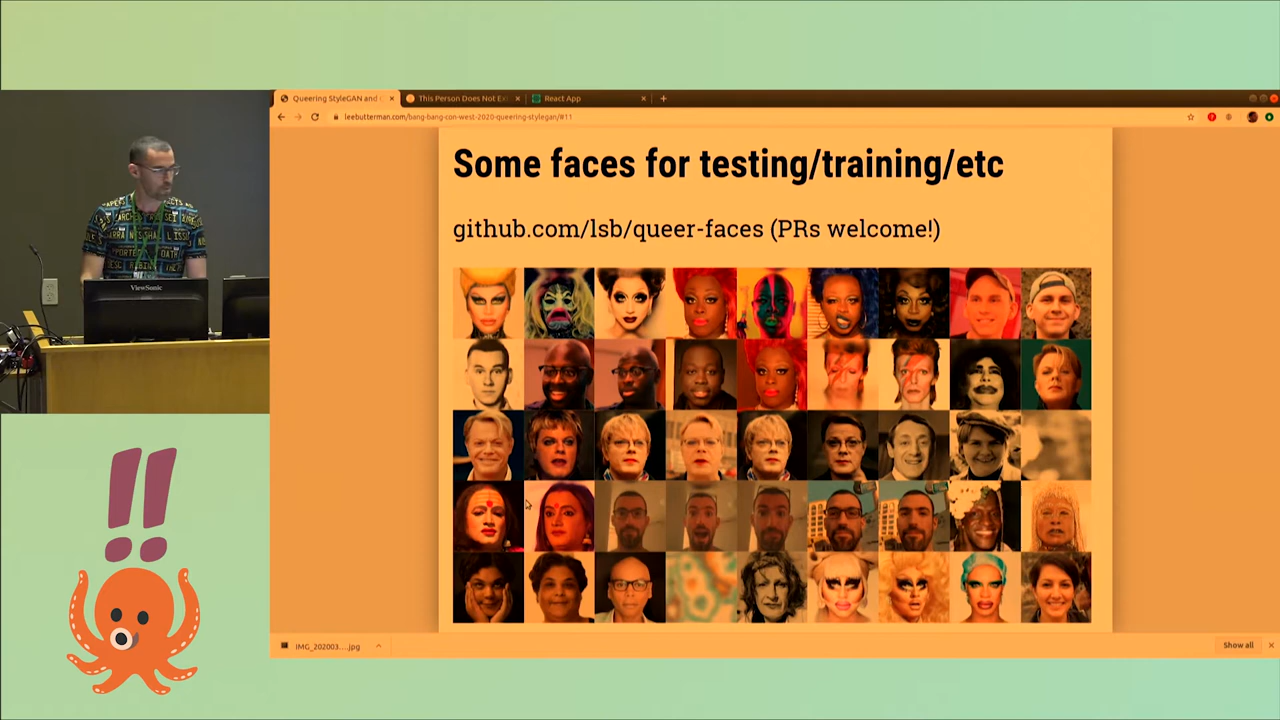 Queering StyleGAN and
This Person Does Not Ex
React App
leebutterman.com/bang-bang-con-west-2020-queering-stylegan/#11
Some faces for testing/training/etc
github.com/lsb/queer-faces (PRs welcome!)
ViewSonic
!!
IMG_202003....jpg
Show all